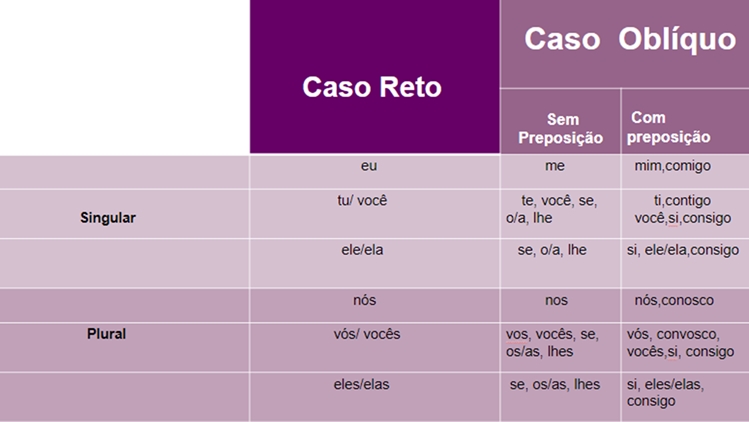 Caso Reto
Caso Oblíquo
Sem
Preposição
Com
preposição
eu
me
mim,comigo
Singular
tu/ você
te, você, se,
o/a, lhe
ti,contigo
você,si,consigo
ele/ela
se, o/a, lhe
si, ele/ela,consigo
nós
nos
nós,conosco
Plural
vós/ vocês
vos, vocês, se,
os/as, lhes
vós, convosco,
vocês,si, consigo
eles/elas
se, os/as, lhes
si, eles/elas,
consigo